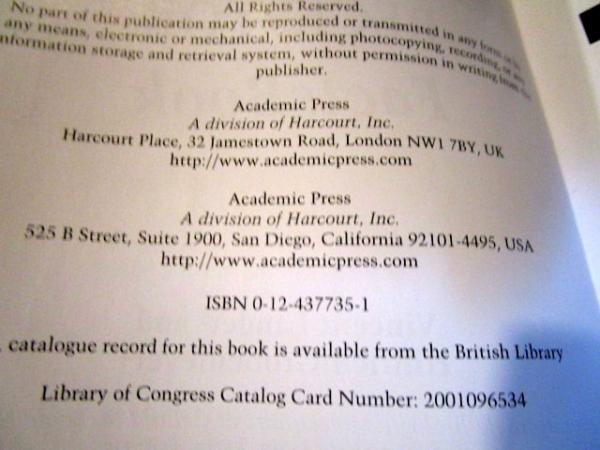 All Rights Reserved.
No part of this publication may be reproduced or transmitted in any form or by
any means, electronic or mechanical, including photocopying, recording, or any
information storage and retrieval system, without permission in writing from the
publisher.
Academic Press
A division of Harcourt, Inc.
Harcourt Place, 32 Jamestown Road, London NW1 7BY, UK
http://www.academicpress.com
Academic Press
A division of Harcourt, Inc.
525 B Street, Suite 1900, San Diego, California 92101-4495, USA
http://www.academicpress.com
ISBN 0-12-437735-1
catalogue record for this book is available from the British Library
Library of Congress Catalog Card Number: 2001096534